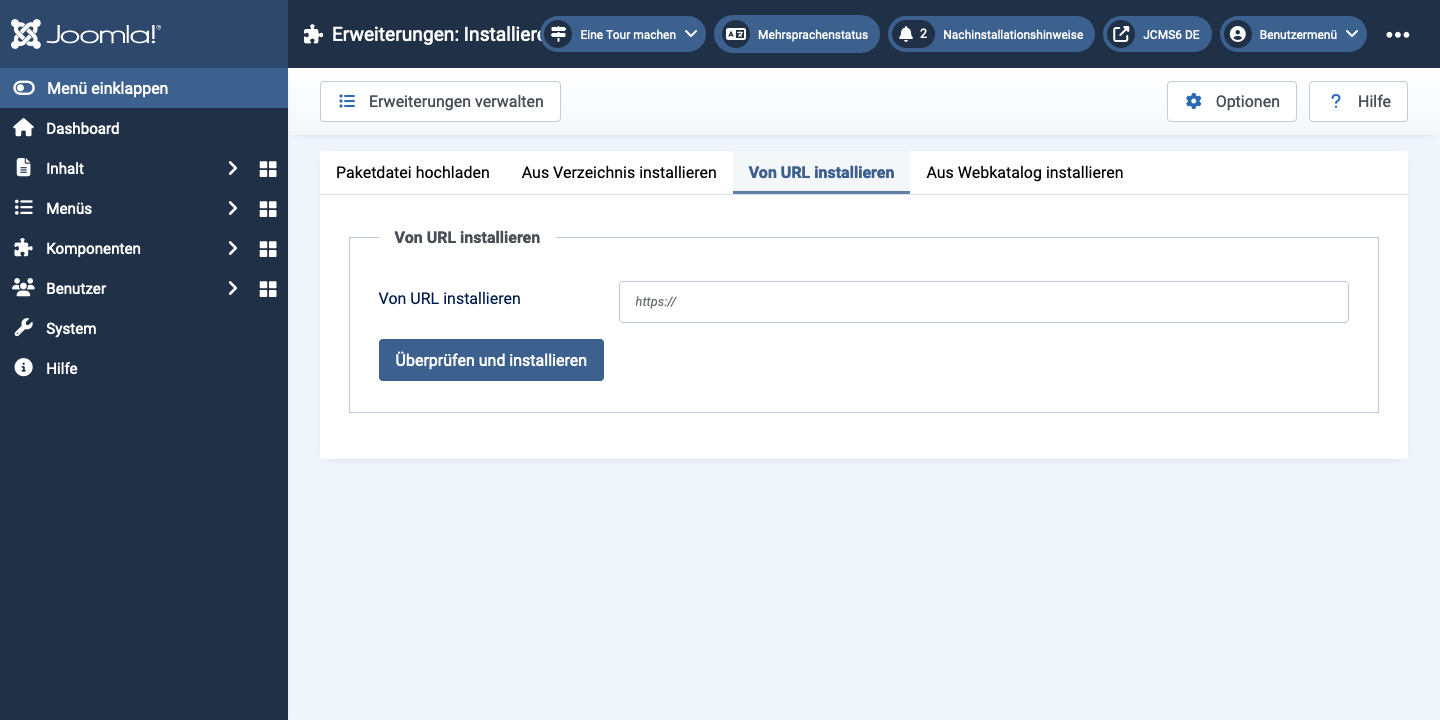 Joomla!®
Erweiterungen: Installieren
Eine Tour machen
Mehrsprachenstatus
2
Nachinstallationshinweise
JCMS6 DE
Benutzermenü
Menü einklappen
Dashboard
Inhalt
Menüs
Komponenten
Benutzer
System
Hilfe
Erweiterungen verwalten
Optionen
? Hilfe
Paketdatei hochladen
Aus Verzeichnis installieren
Von URL installieren
Aus Webkatalog installieren
Von URL installieren
Von URL installieren
https://
Überprüfen und installieren